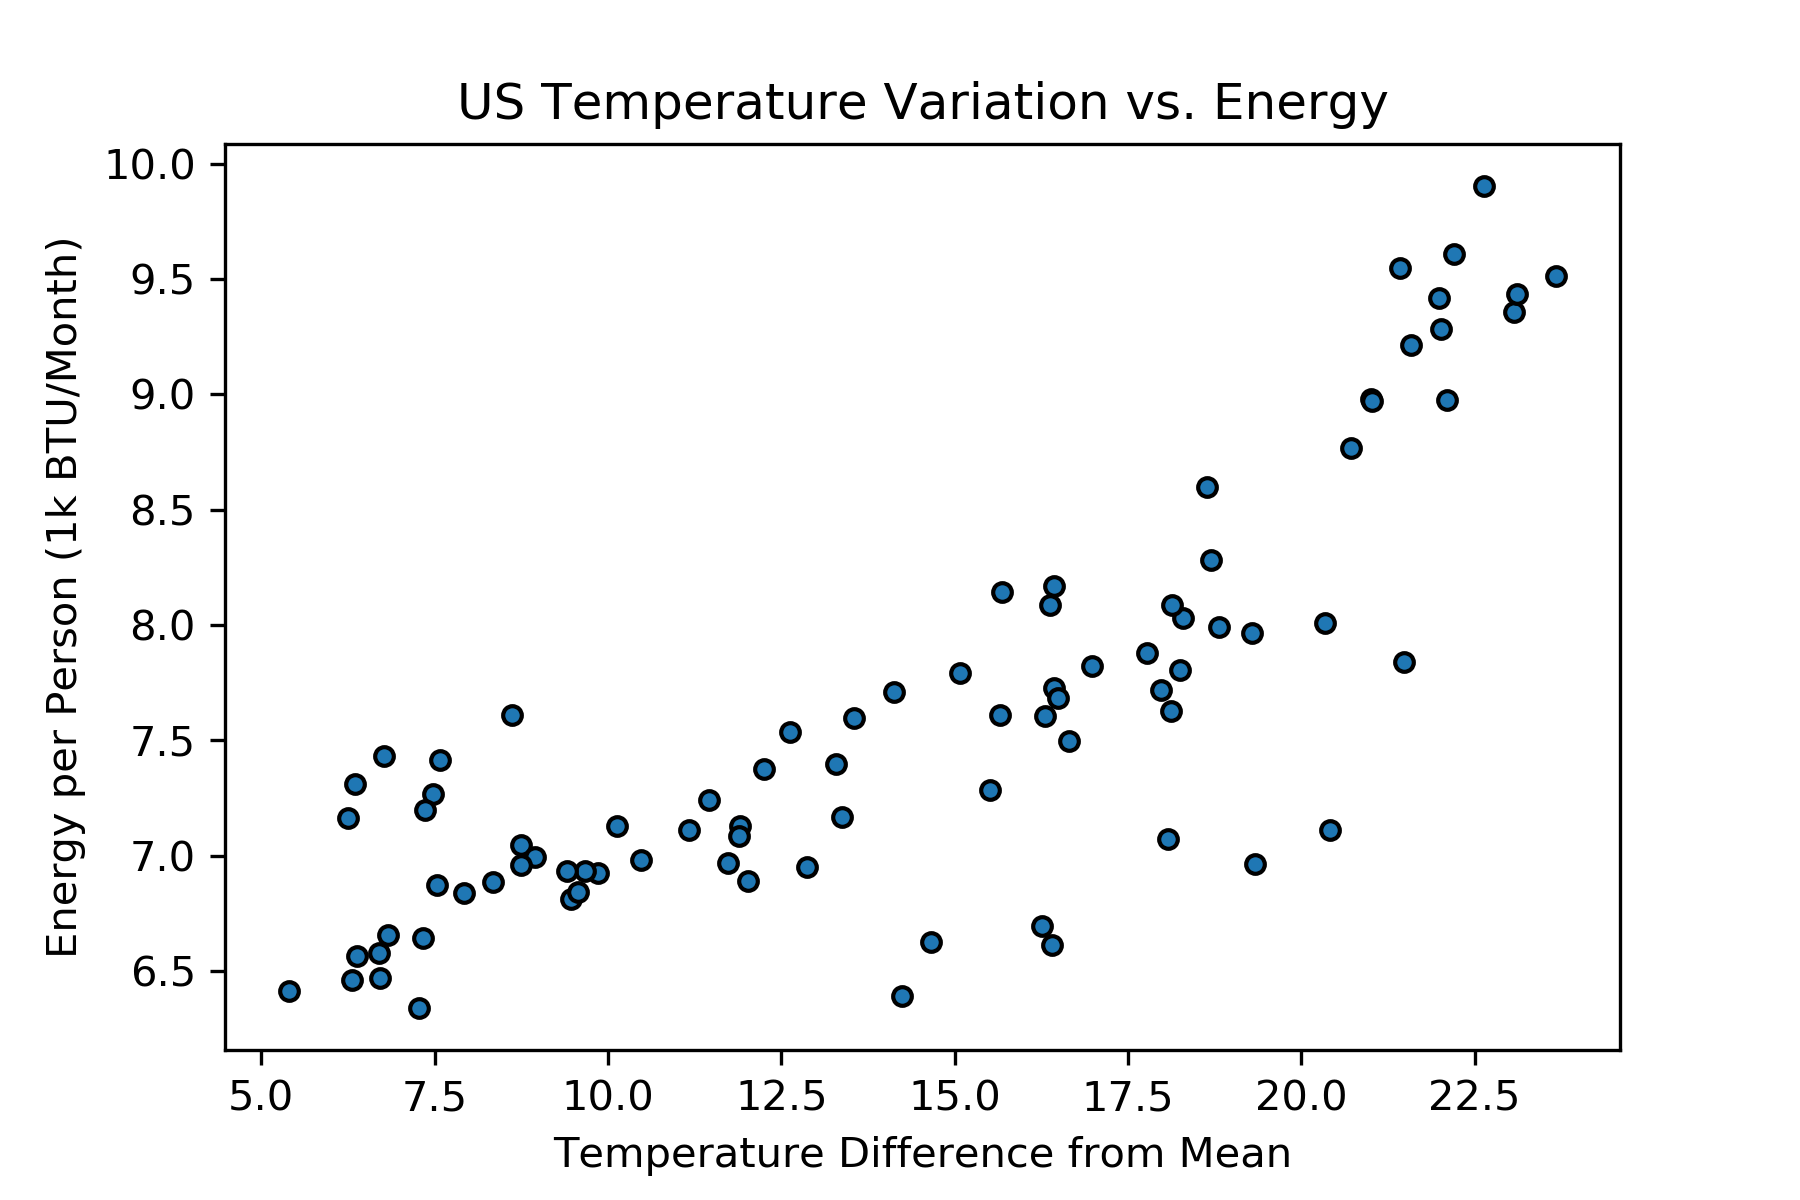 US Temperature Variation vs. Energy
Energy per Person (1k BTU/Month)
10.0
9.5
9.0
8.5
8.0
7.5
7.0
6.5
5.0 7.5 10.0 12.5 15.0 17.5 20.0 22.5
Temperature Difference from Mean